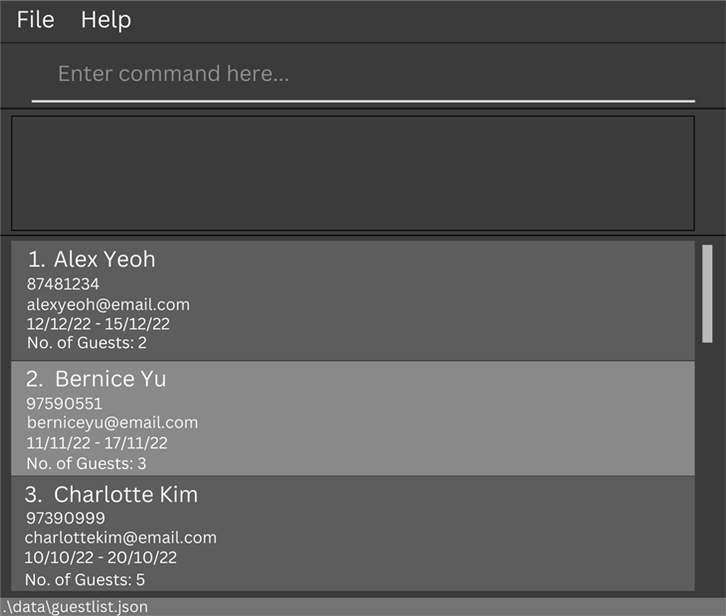 File Help
Enter command here...
1. Alex Yeoh
87481234
alexyeoh@email.com
12/12/22 - 15/12/22
No. of Guests: 2
2. Bernice Yu
97590551
berniceyu@email.com
11/11/22 - 17/11/22
No. of Guests: 3
3. Charlotte Kim
97390999
charlottekim@email.com
10/10/22 - 20/10/22
No. of Guests: 5
.\data\guestlist.json